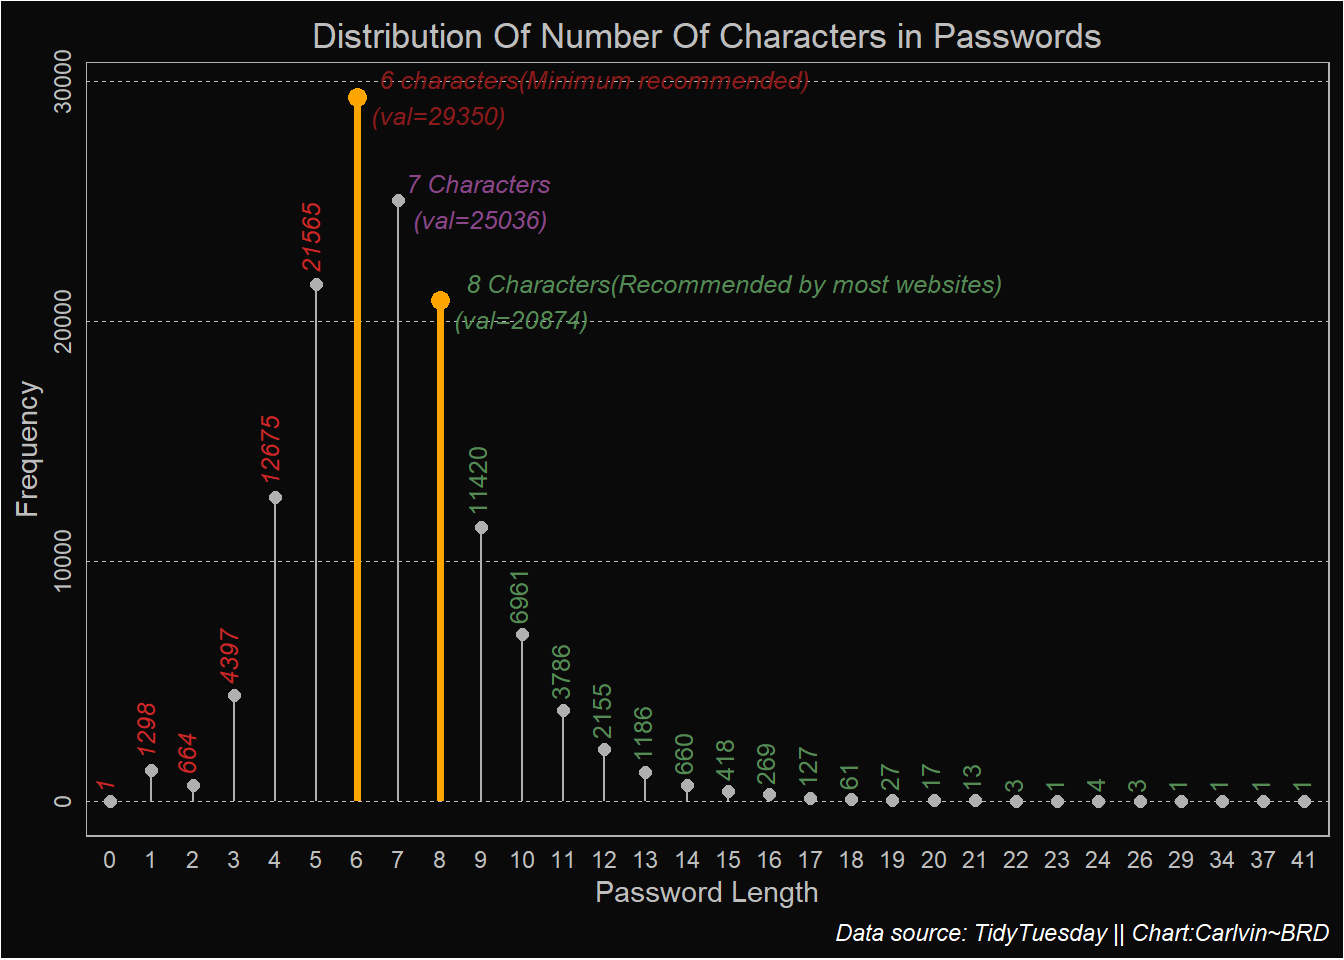 Distribution Of Number Of Characters in Passwords
30000
6 characters(Minimum recommended)
(val=29350)
7 Characters
(val=25036)
21565
8 Characters(Recommended by most websites)
(val=20874)
20000
Frequency
12675
11420
10000
6961
4397
3786
2155
1298
1186
664
660
418
269
127
1
61
27
17
13
3
1
4
3
1
1
1
1
0
0 1 2 3 4 5 6 7 8 9 10 11 12 13 14 15 16 17 18 19 20 21 22 23 24 26 29 34 37 41
Password Length
Data source: TidyTuesday || Chart:Carlvin~BRD